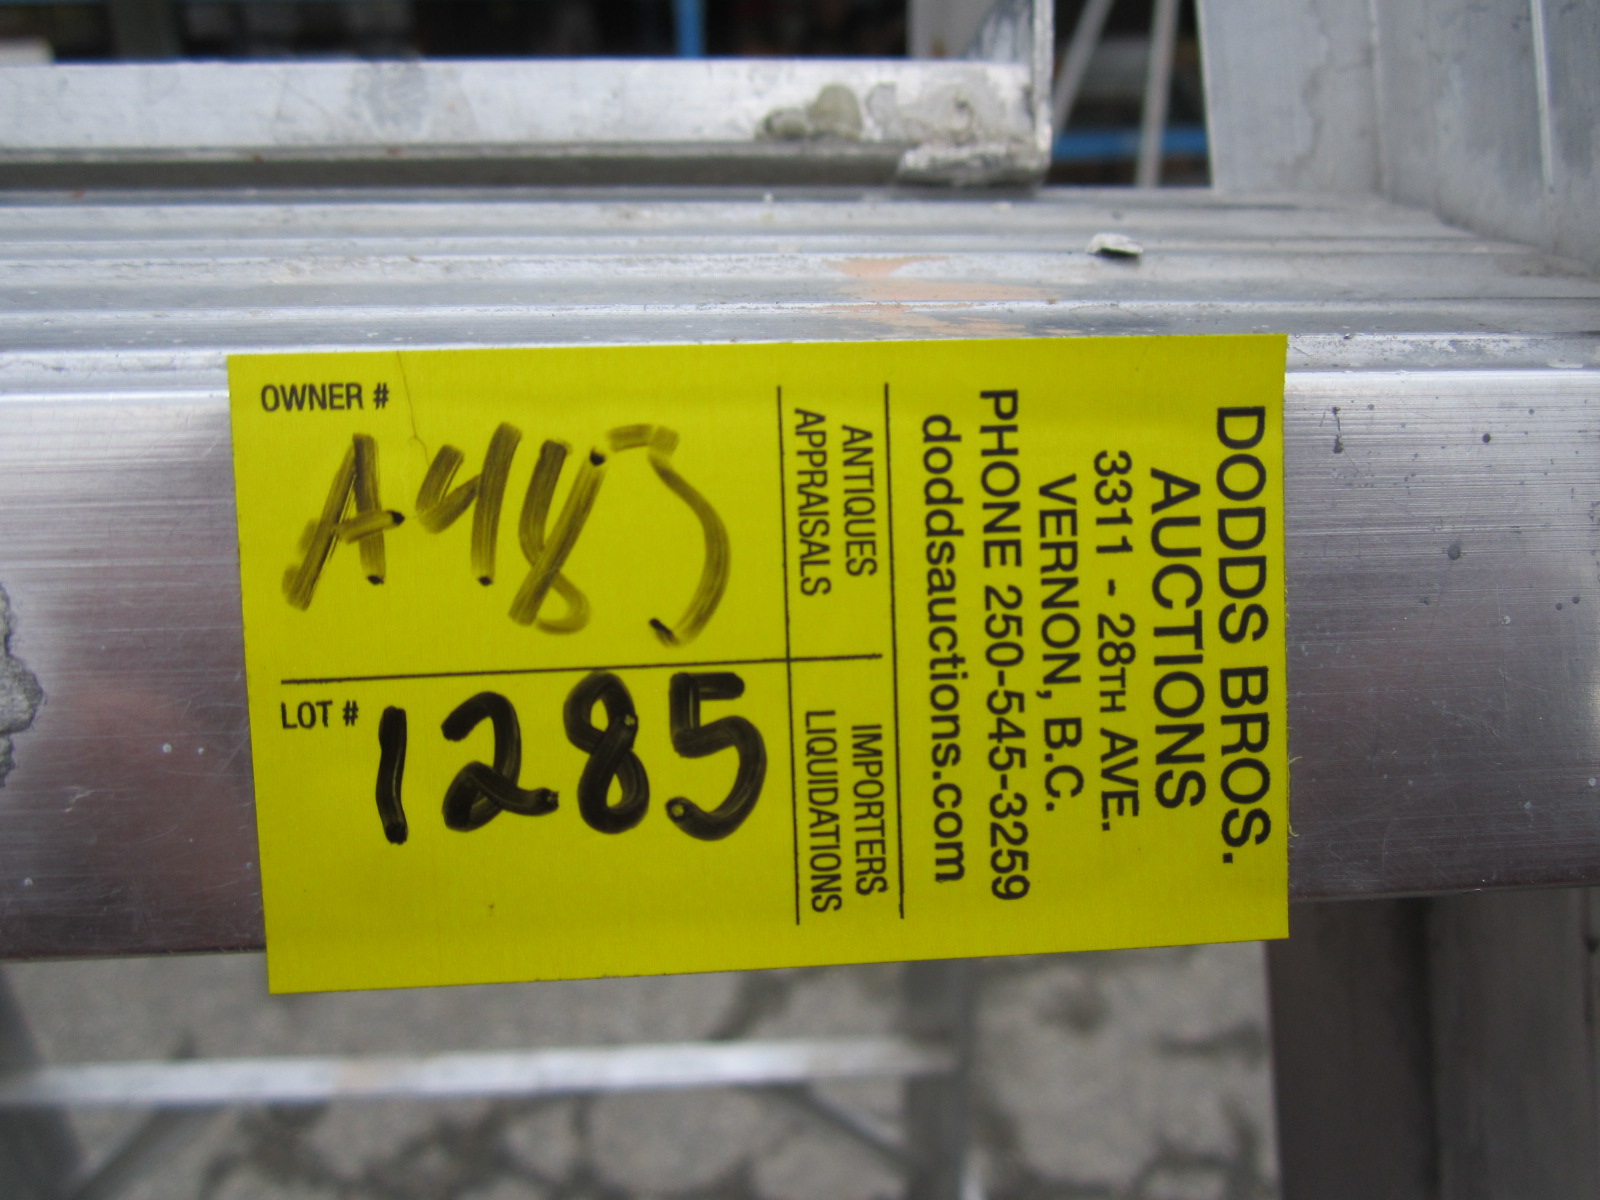 OWNER #
A-485
LOT #
1285
ANTIQUES
APPRAISALS
IMPORTERS
LIQUIDATIONS
DODDS BROS.
AUCTIONS
3311 - 28TH AVE.
VERNON, B.C.
PHONE 250-545-3259
doddsauctions.com